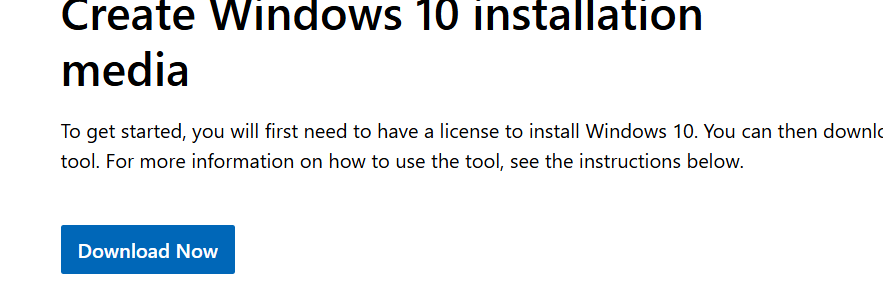 Create Windows 10 installation
media
To get started, you will first need to have a license to install Windows 10. You can then
tool. For more information on how to use the tool, see the instructions below.
Download Now